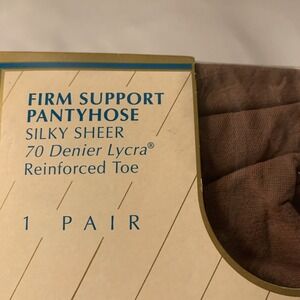 FIRM SUPPORT
PANTYHOSE
SILKY SHEER
70 Denier Lycra®
Reinforced Toe
1 PAIR